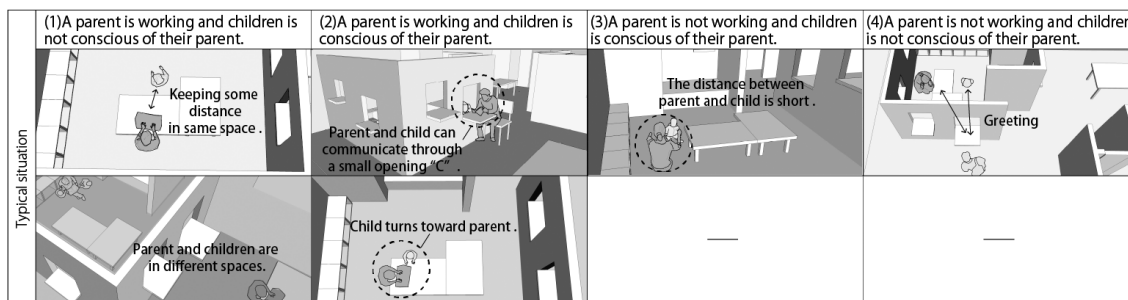 (1)A parent is working and children is
not conscious of their parent.
(2)A parent is working and children is
conscious of their parent.
(3)A parent is not working and children
is conscious of their parent.
(4)A parent is not working and children
is not conscious of their parent.
Typical situation
Keeping some
distance
in same space .
Parent and child can
communicate through
a small opening “C” .
The distance between
parent and child is short .
Greeting
Parent and children are
in different spaces.
Child turns toward parent .
—
—